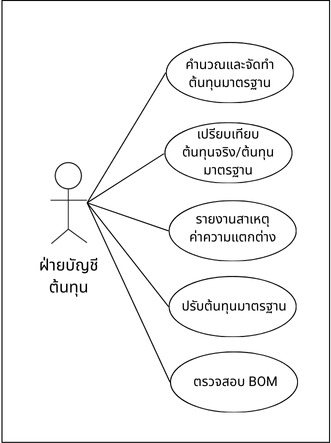 คำนวณและจัดทำ
ต้นทุนมาตรฐาน
เปรียบเทียบ
ต้นทุนจริง/ต้นทุน
มาตรฐาน
รายงานสาเหตุ
ค่าความแตกต่าง
ฝ่ายบัญชี
ต้นทุน
ปรับต้นทุนมาตรฐาน
ตรวจสอบ BOM